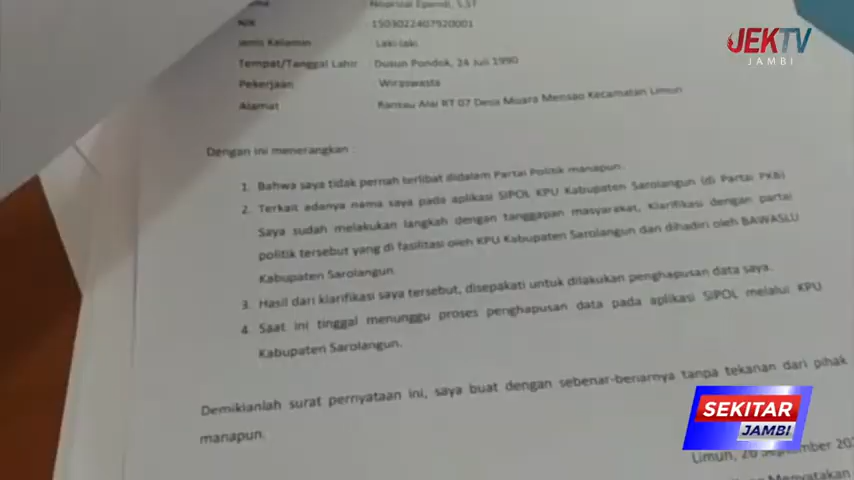 JEKTV
JAMBI
Ependi, S.ST
NIK : 1503022407920001
Jenis Kelamin : Laki-laki
Tempat/Tanggal Lahir : Dusun Pondok, 24 Juli 1990
Pekerjaan : Wiraswasta
Alamat : Rantau Alai RT 07 Desa Muara Mensao Kecamatan Limun
Dengan ini menerangkan :
1. Bahwa saya tidak pernah terlibat didalam Partai Politik manapun.
2. Terkait adanya nama saya pada aplikasi SIPOL KPU Kabupaten Sarolangun (di Partai PKB)
Saya sudah melakukan langkah dengan tanggapan masyarakat, Klarifikasi dengan partai
politik tersebut yang di fasilitasi oleh KPU Kabupaten Sarolangun dan dihadiri oleh BAWASLU
Kabupaten Sarolangun.
3. Hasil dari klarifikasi saya tersebut, disepakati untuk dilakukan penghapusan data saya.
4. Saat ini tinggal menunggu proses penghapusan data pada aplikasi SIPOL melalui KPU
Kabupaten Sarolangun.
Demikianlah surat pernyataan ini, saya buat dengan sebenar-benarnya tanpa tekanan dari pihak
manapun.
SEKITAR
JAMBI
Limun, 20 September
Menyatakan